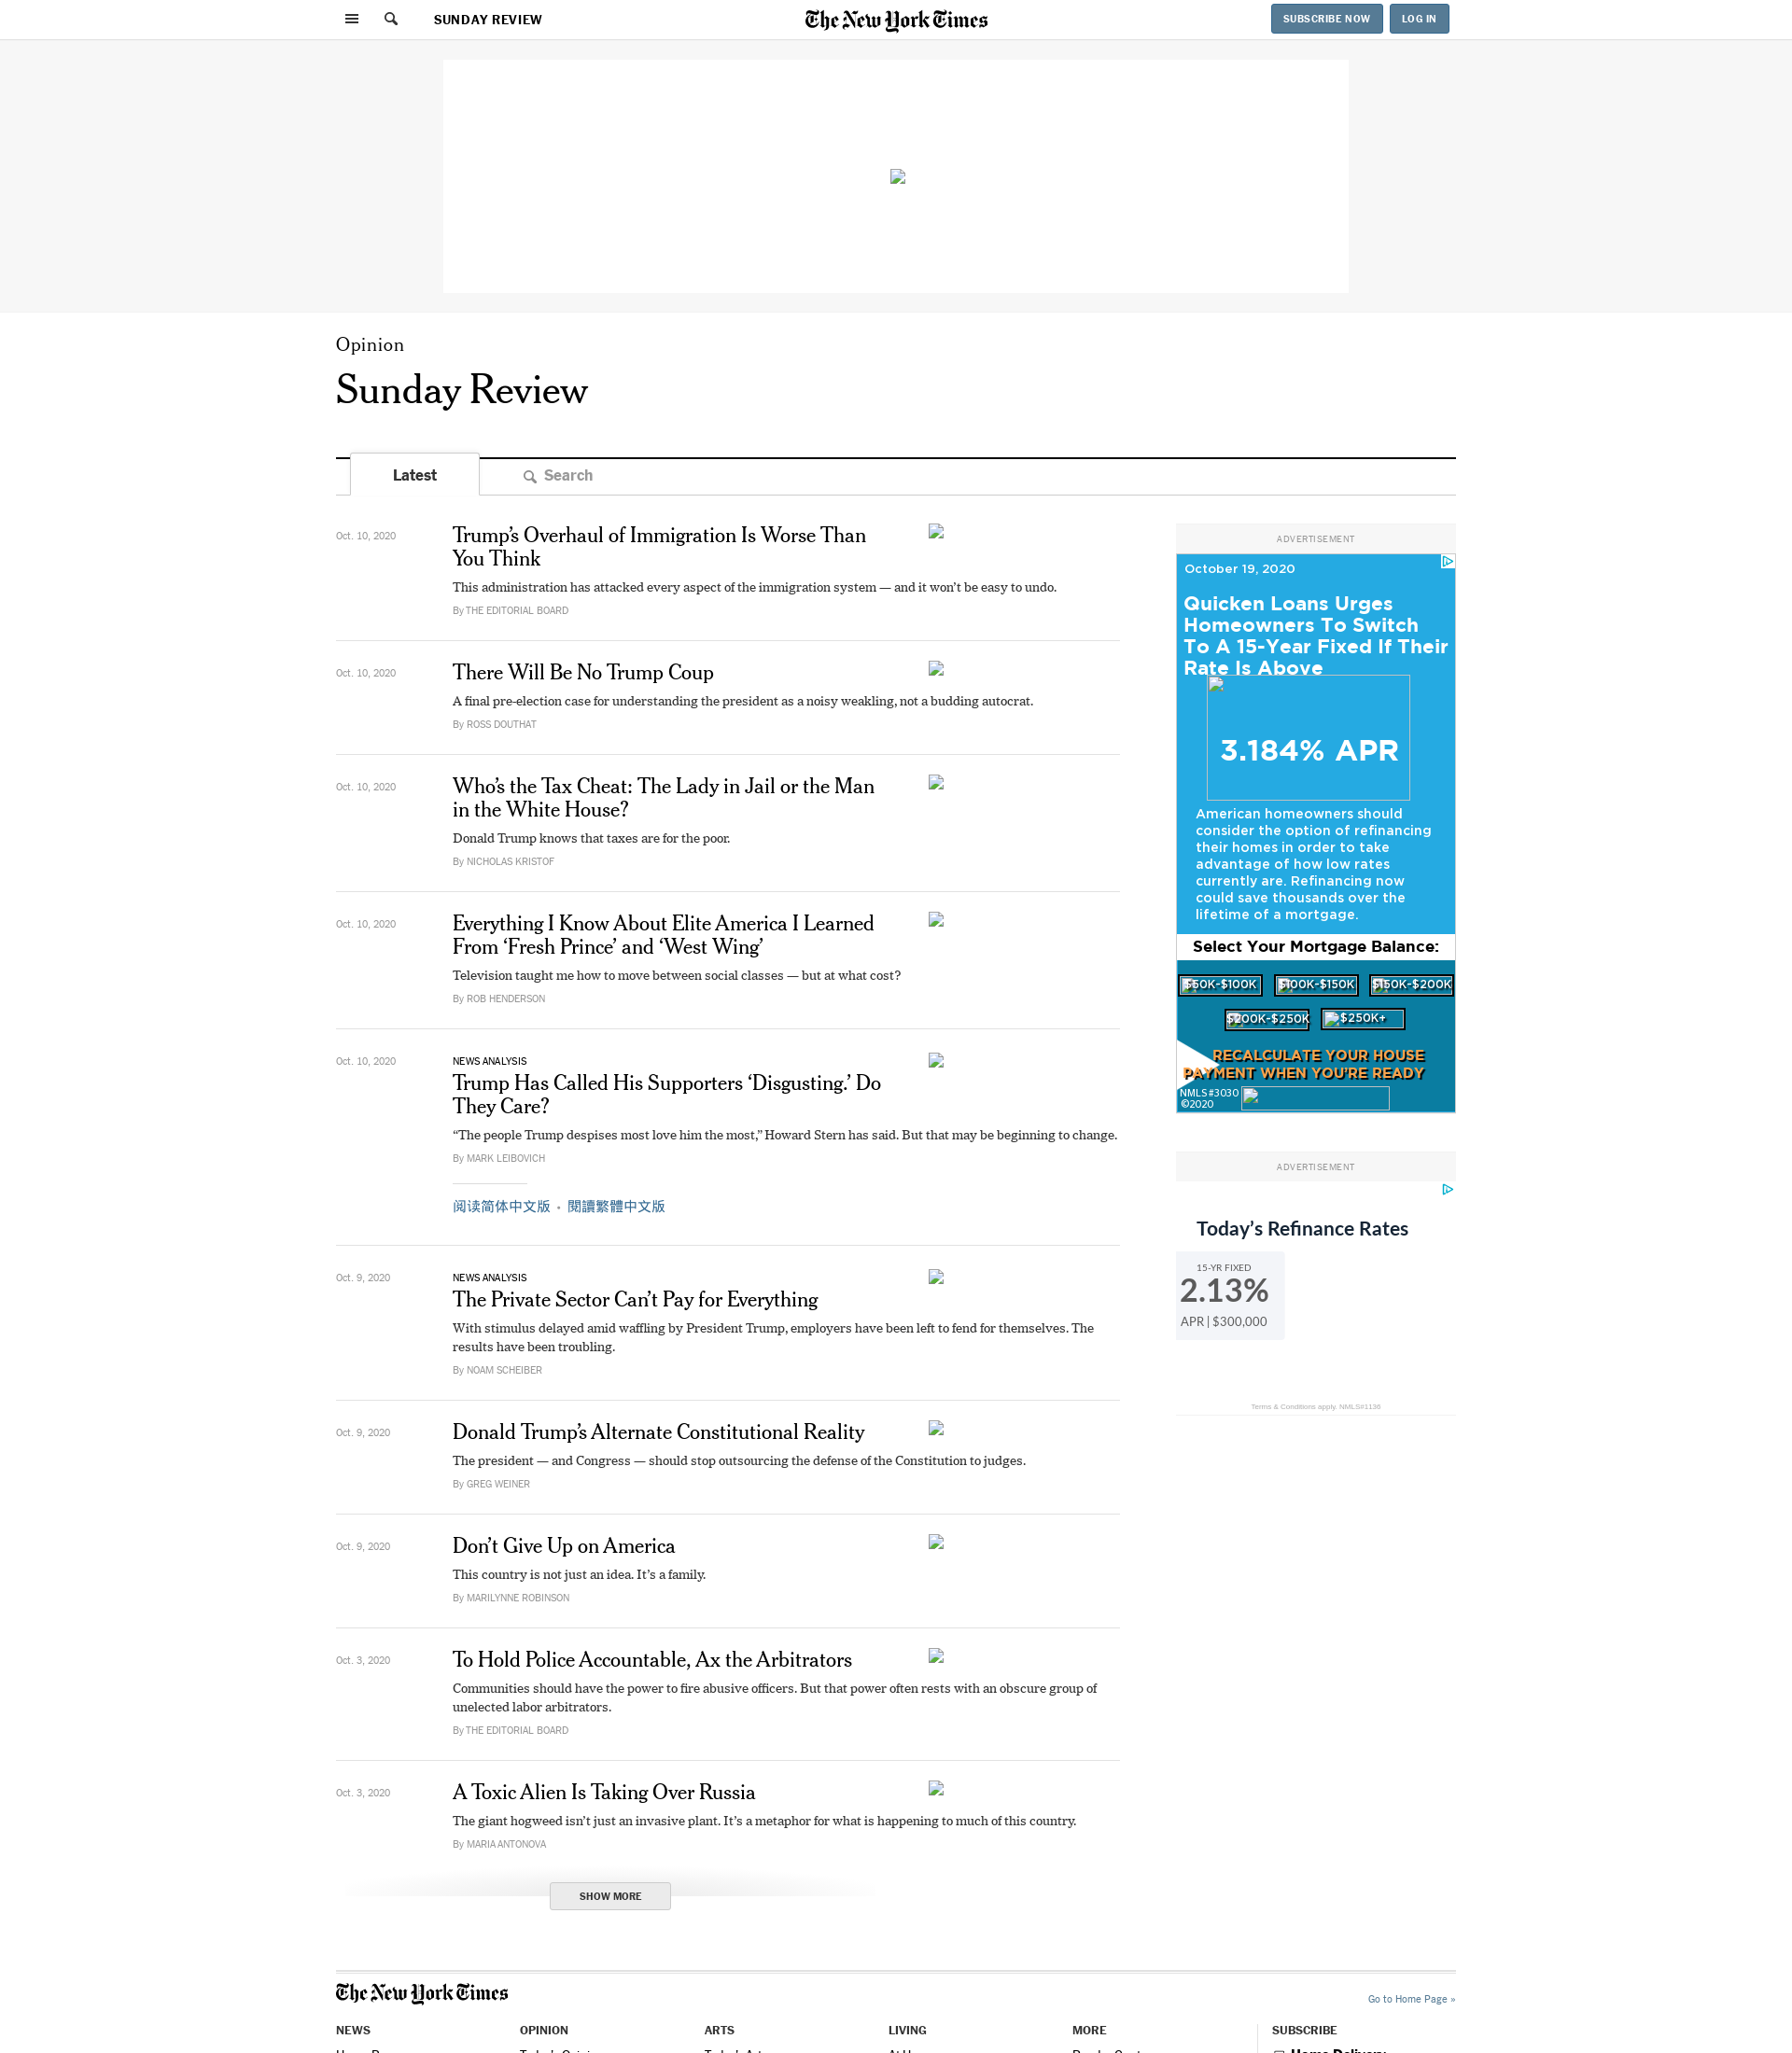 SUNDAY REVIEW
The New York Times
SUBSCRIBE NOW
LOG IN
Opinion
Sunday Review
Latest
Search
Oct. 10, 2020
Trump’s Overhaul of Immigration Is Worse Than
You Think
This administration has attacked every aspect of the immigration system — and it won’t be easy to undo.
By THE EDITORIAL BOARD
Oct. 10, 2020
There Will Be No Trump Coup
A final pre-election case for understanding the president as a noisy weakling, not a budding autocrat.
By ROSS DOUTHAT
Oct. 10, 2020
Who’s the Tax Cheat: The Lady in Jail or the Man
in the White House?
Donald Trump knows that taxes are for the poor.
By NICHOLAS KRISTOF
Oct. 10, 2020
Everything I Know About Elite America I Learned
From ‘Fresh Prince’ and ‘West Wing’
Television taught me how to move between social classes — but at what cost?
By ROB HENDERSON
Oct. 10, 2020
NEWS ANALYSIS
Trump Has Called His Supporters ‘Disgusting.’ Do
They Care?
“The people Trump despises most love him the most,” Howard Stern has said. But that may be beginning to change.
By MARK LEIBOVICH
阅读简体中文版 • 閱讀繁體中文版
Oct. 9, 2020
NEWS ANALYSIS
The Private Sector Can’t Pay for Everything
With stimulus delayed amid waffling by President Trump, employers have been left to fend for themselves. The
results have been troubling.
By NOAM SCHEIBER
Oct. 9, 2020
Donald Trump’s Alternate Constitutional Reality
The president — and Congress — should stop outsourcing the defense of the Constitution to judges.
By GREG WEINER
Oct. 9, 2020
Don’t Give Up on America
This country is not just an idea. It’s a family.
By MARILYNNE ROBINSON
Oct. 3, 2020
To Hold Police Accountable, Ax the Arbitrators
Communities should have the power to fire abusive officers. But that power often rests with an obscure group of
unelected labor arbitrators.
By THE EDITORIAL BOARD
Oct. 3, 2020
A Toxic Alien Is Taking Over Russia
The giant hogweed isn’t just an invasive plant. It’s a metaphor for what is happening to much of this country.
By MARIA ANTONOVA
SHOW MORE
ADVERTISEMENT
October 19, 2020
Quicken Loans Urges
Homeowners To Switch
To A 15-Year Fixed If Their
Rate Is Above
3.184% APR
American homeowners should
consider the option of refinancing
their homes in order to take
advantage of how low rates
currently are. Refinancing now
could save thousands over the
lifetime of a mortgage.
Select Your Mortgage Balance:
$50K-$100K
$100K-$150K
$150K-$200K
$200K-$250K
$250K+
RECALCULATE YOUR HOUSE
PAYMENT WHEN YOU’RE READY
NMLS #3030
©2020
ADVERTISEMENT
Today’s Refinance Rates
15-YR FIXED
2.13%
APR | $300,000
Terms & Conditions apply. NMLS#1136
The New York Times
Go to Home Page »
NEWS
OPINION
ARTS
LIVING
MORE
SUBSCRIBE
Home Delivery